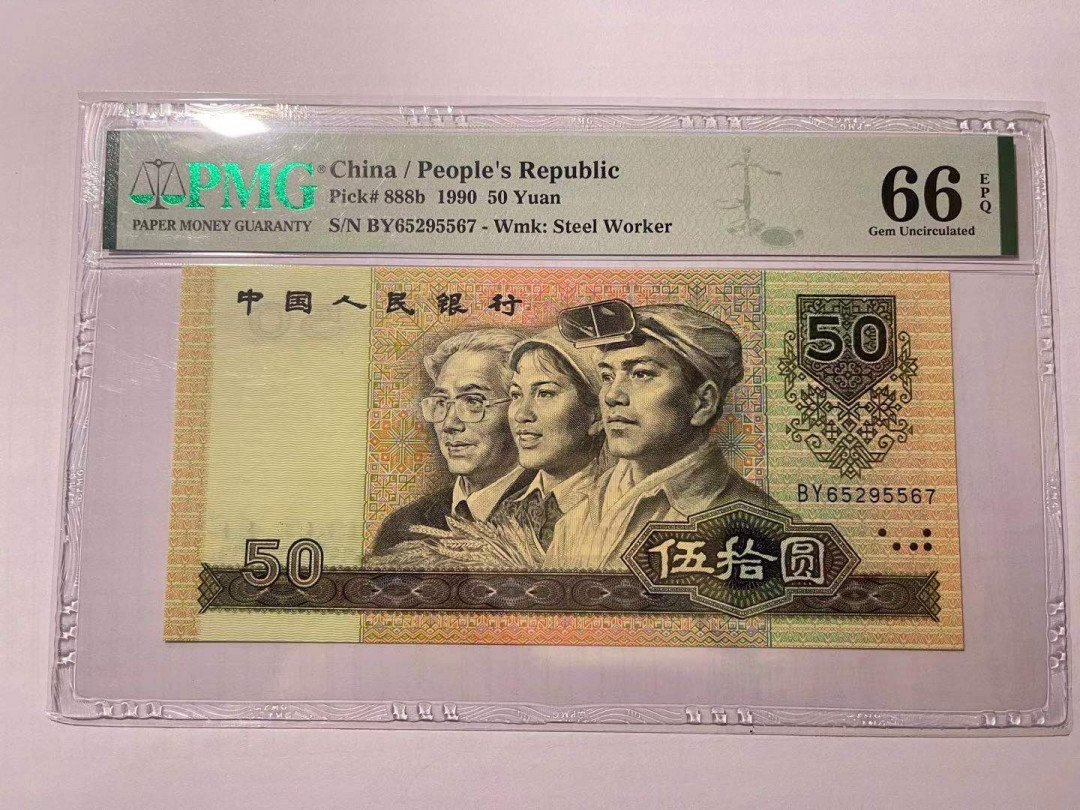 PMG®
PAPER MONEY GUARANTY
China / People's Republic
Pick# 888b 1990 50 Yuan
S/N BY65295567 - Wmk: Steel Worker
66 EPQ
Gem Uncirculated
中国人民银行
50
BY65295567
50
伍拾圆